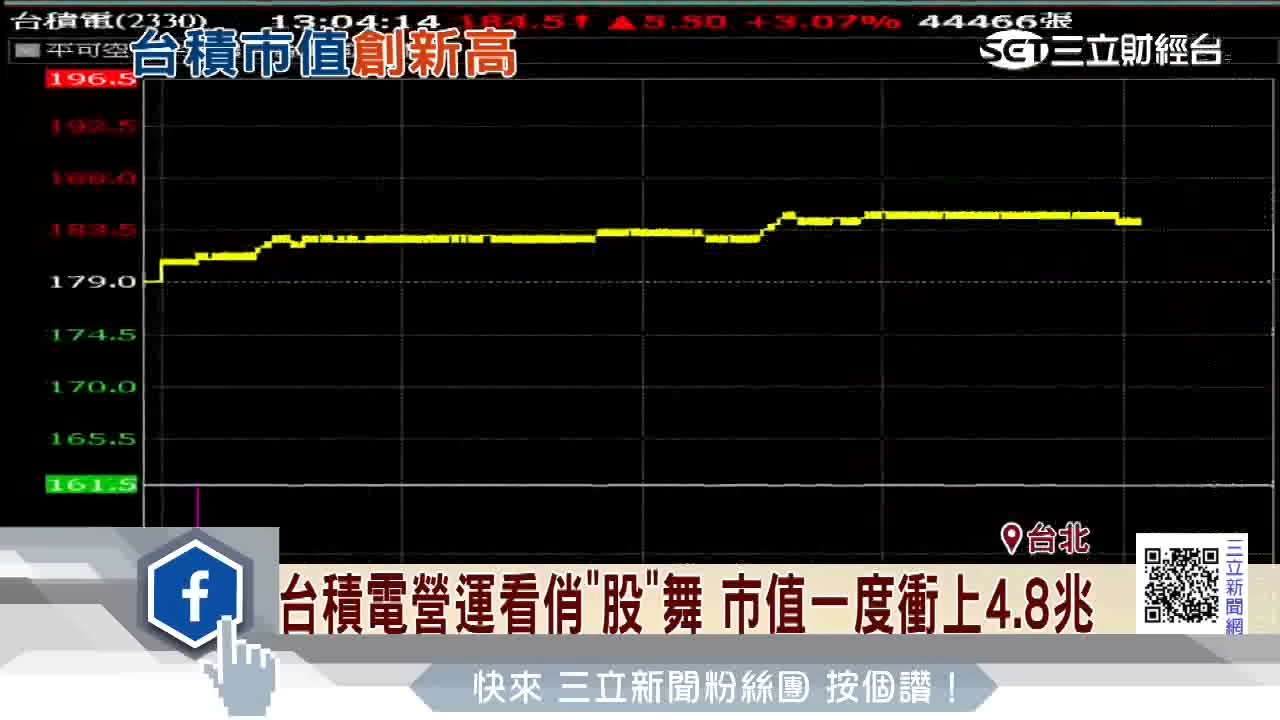 台積電(2330) 13:04:14 184.5↑ ▲5.50 +3.07% 44466張
平可空
台積市值創新高
SET三立財經台
196.5
192.5
188.0
183.5
179.0
174.5
170.0
165.5
161.5
台北
台積電營運看俏"股"舞 市值一度衝上4.8兆
三立新聞網
快來 三立新聞粉絲團 按個讚！